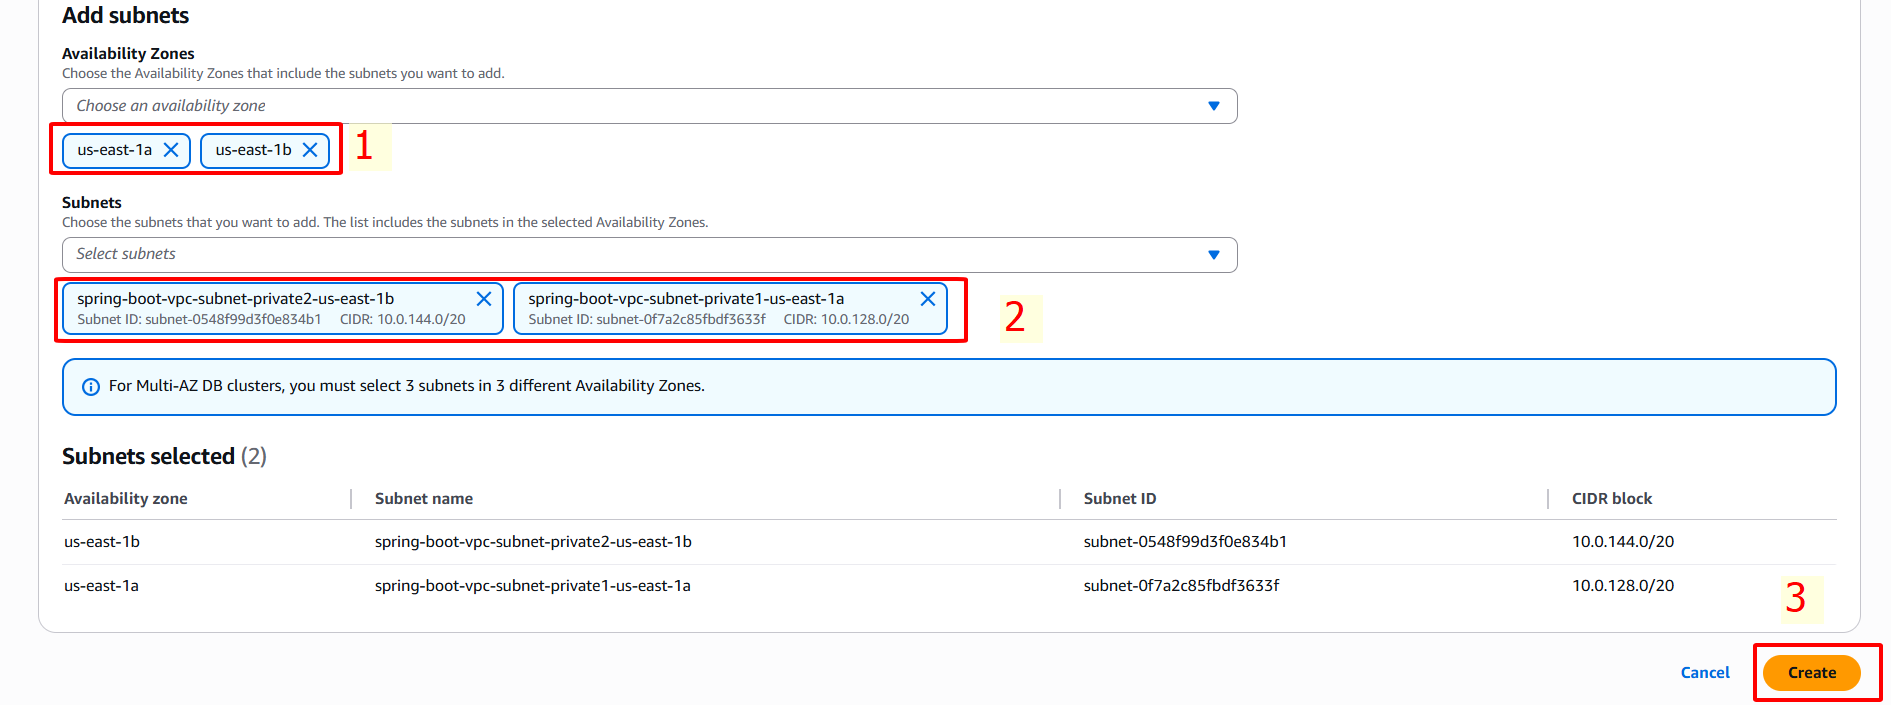 Add subnets
Availability Zones
Choose the Availability Zones that include the subnets you want to add.
Choose an availability zone
us-east-1a us-east-1b 1
Subnets
Choose the subnets that you want to add. The list includes the subnets in the selected Availability Zones.
Select subnets
spring-boot-vpc-subnet-private2-us-east-1b spring-boot-vpc-subnet-private1-us-east-1a
Subnet ID: subnet-0548f99d3f0e834b1 CIDR: 10.0.144.0/20 Subnet ID: subnet-0f7a2c85fbdf3633f CIDR: 10.0.128.0/20
2
For Multi-AZ DB clusters, you must select 3 subnets in 3 different Availability Zones.
Subnets selected (2)
Availability zone Subnet name Subnet ID CIDR block
us-east-1b spring-boot-vpc-subnet-private2-us-east-1b subnet-0548f99d3f0e834b1 10.0.144.0/20
us-east-1a spring-boot-vpc-subnet-private1-us-east-1a subnet-0f7a2c85fbdf3633f 10.0.128.0/20
3
Cancel Create